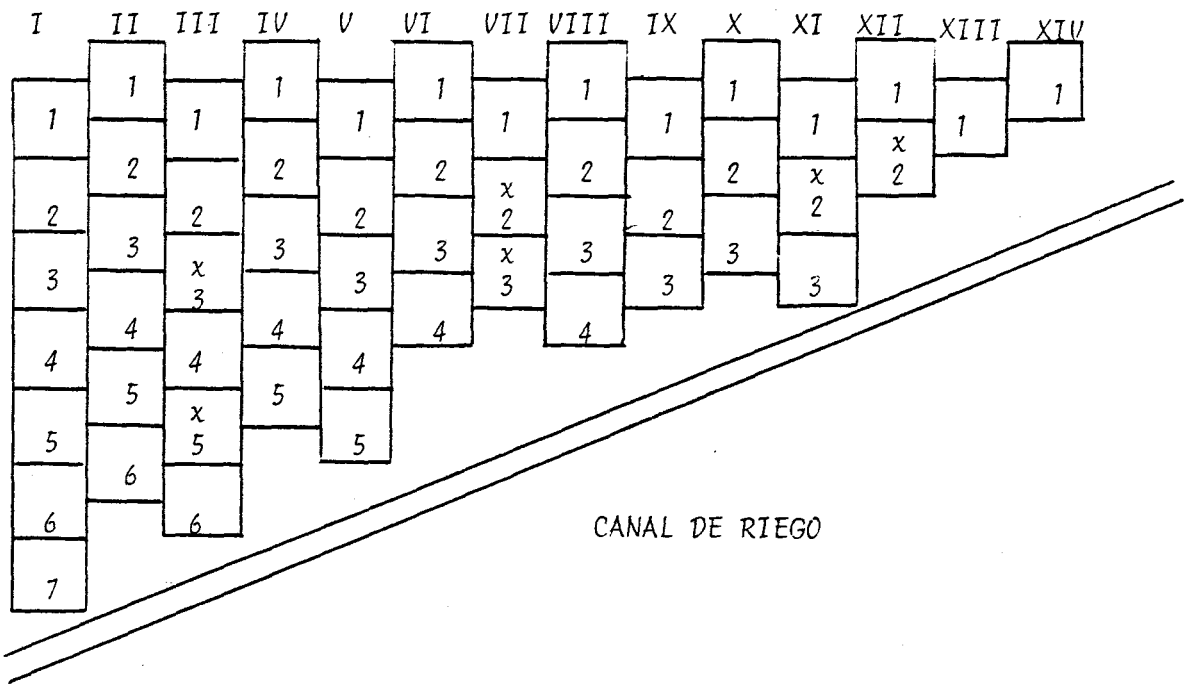 I II III IV V VI VII VIII IX X XI XII XIII XIV
1 1 1 1 1 1 1
1 1 1 1 1 1 1
x
2 2 2 2 2 2
x x
2 2 2 2 2 2
3 3 3 3 3
x x
3 3 3 3 3 3
4 4 4 4
4 4 4
5 5
x
5 5 5
6
6 6
CANAL DE RIEGO
7